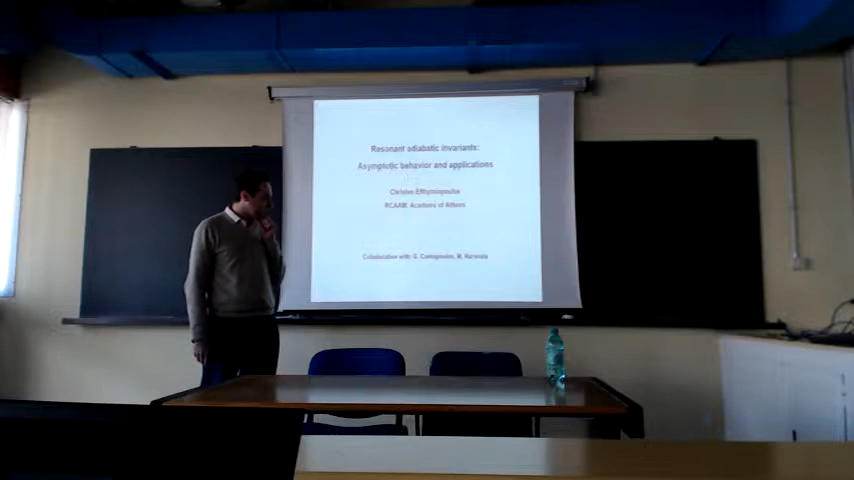 Resonant adiabatic invariants:
Asymptotic behavior and applications
Christos Efthymiopoulos
RCAAM, Academy of Athens
Collaboration with: G. Contopoulos, M. Harsoula